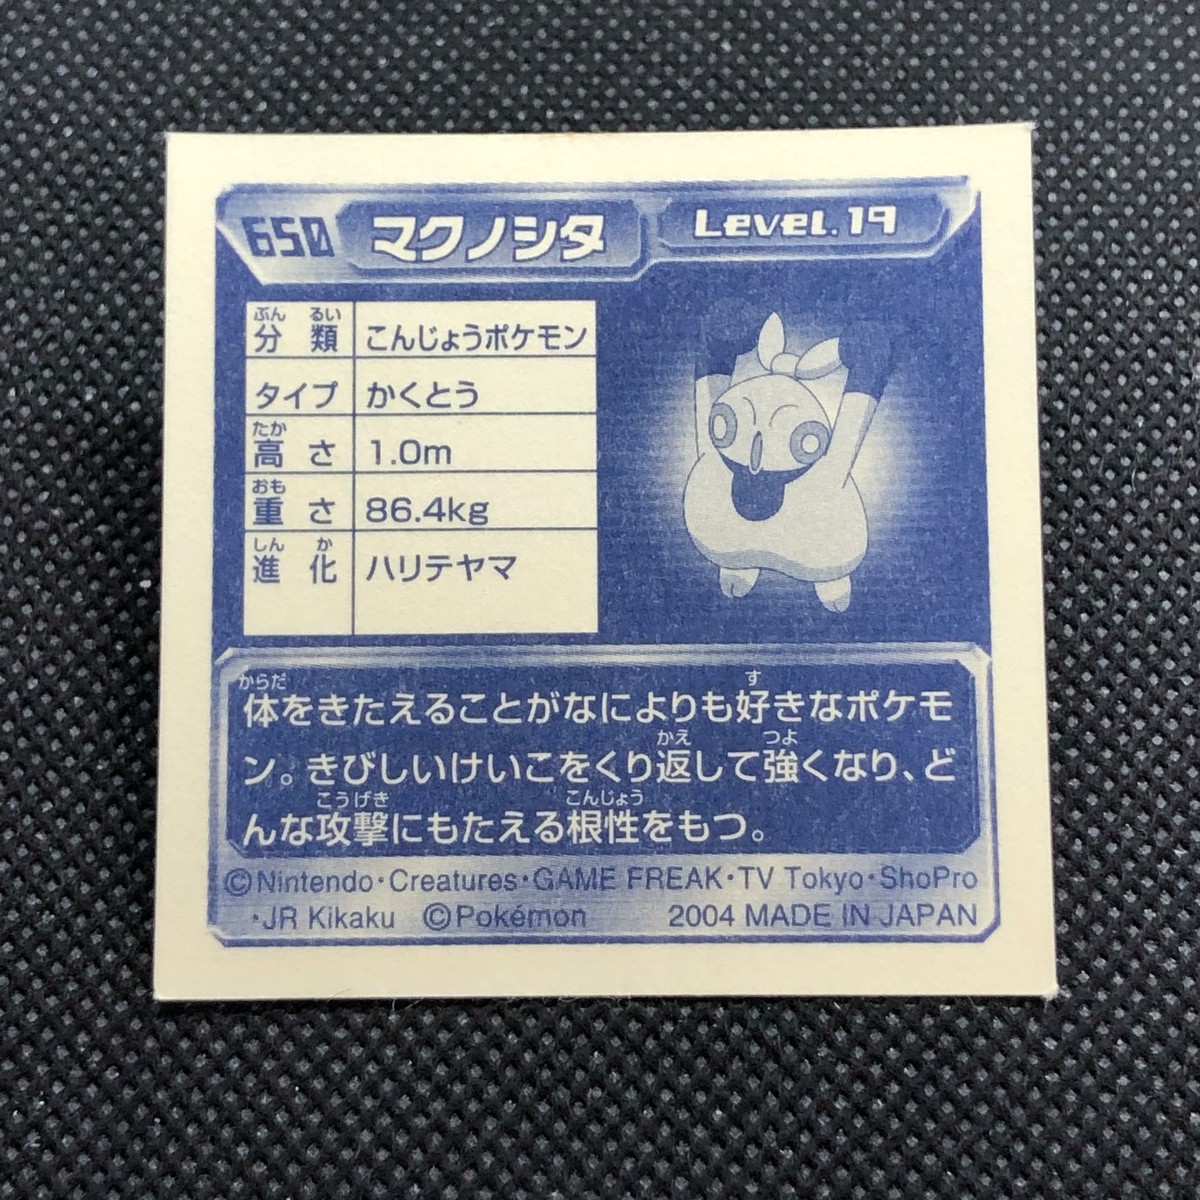 650 マクノシタ Level.19
ぶん るい
分類 こんじょうポケモン
タイプ かくとう
たか
高さ 1.0m
おも
重さ 86.4kg
しん か
進化 ハリテヤマ
からだ す
体をきたえることがなによりも好きなポケモ
かえ つよ
ン。きびしいけいこをくり返して強くなり、ど
こうげき こんじょう
んな攻撃にもたえる根性をもつ。
©Nintendo・Creatures・GAME FREAK・TV Tokyo・ShoPro
・JR Kikaku ©Pokémon 2004 MADE IN JAPAN